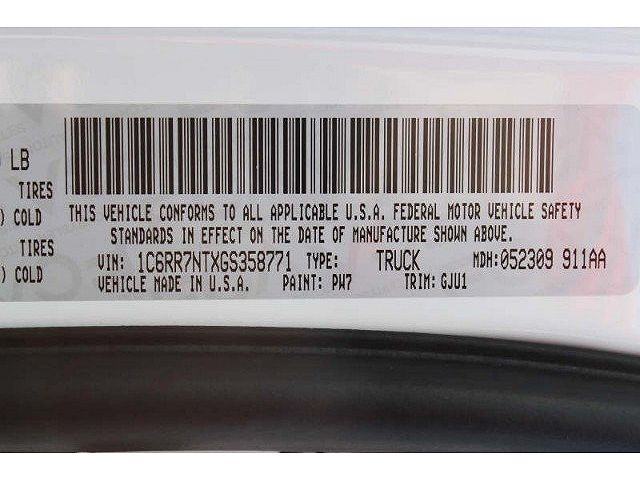 LB
TIRES
) COLD
TIRES
) COLD
THIS VEHICLE CONFORMS TO ALL APPLICABLE U.S.A. FEDERAL MOTOR VEHICLE SAFETY
STANDARDS IN EFFECT ON THE DATE OF MANUFACTURE SHOWN ABOVE.
VIN: 1C6RR7NTXGS358771 TYPE: TRUCK MDH: 052309 911AA
VEHICLE MADE IN U.S.A. PAINT: PW7 TRIM: GJU1